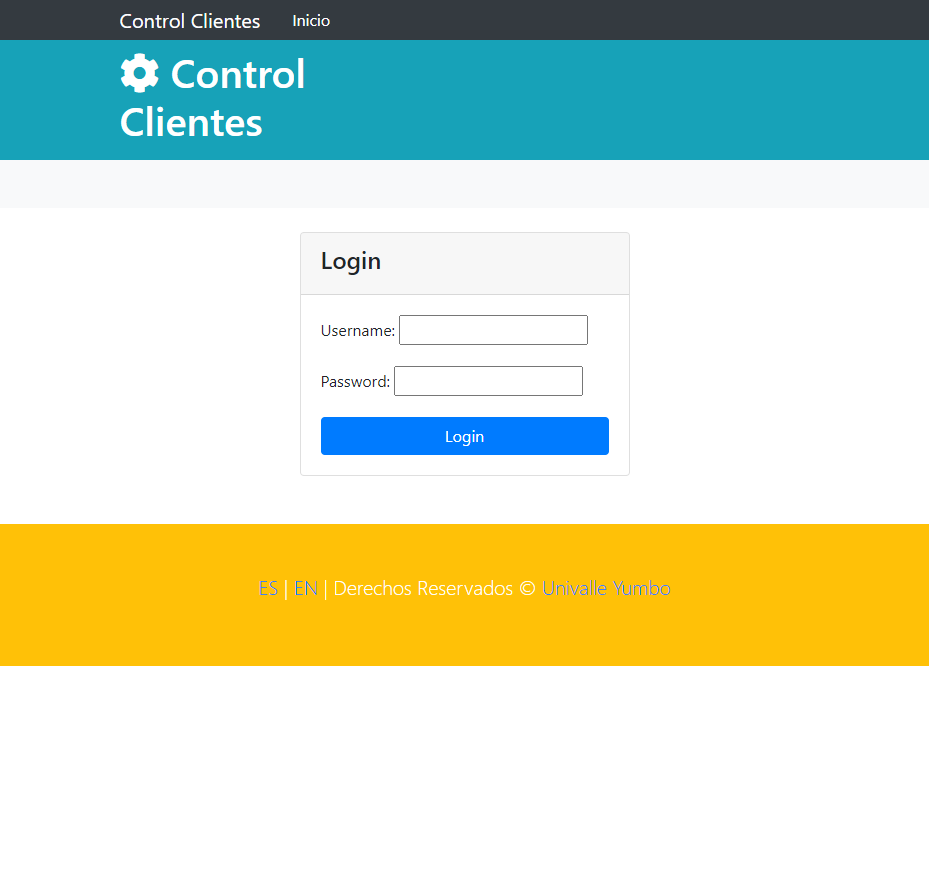 Control Clientes Inicio
Control
Clientes
Login
Username:
Password:
Login
ES | EN | Derechos Reservados © Univalle Yumbo